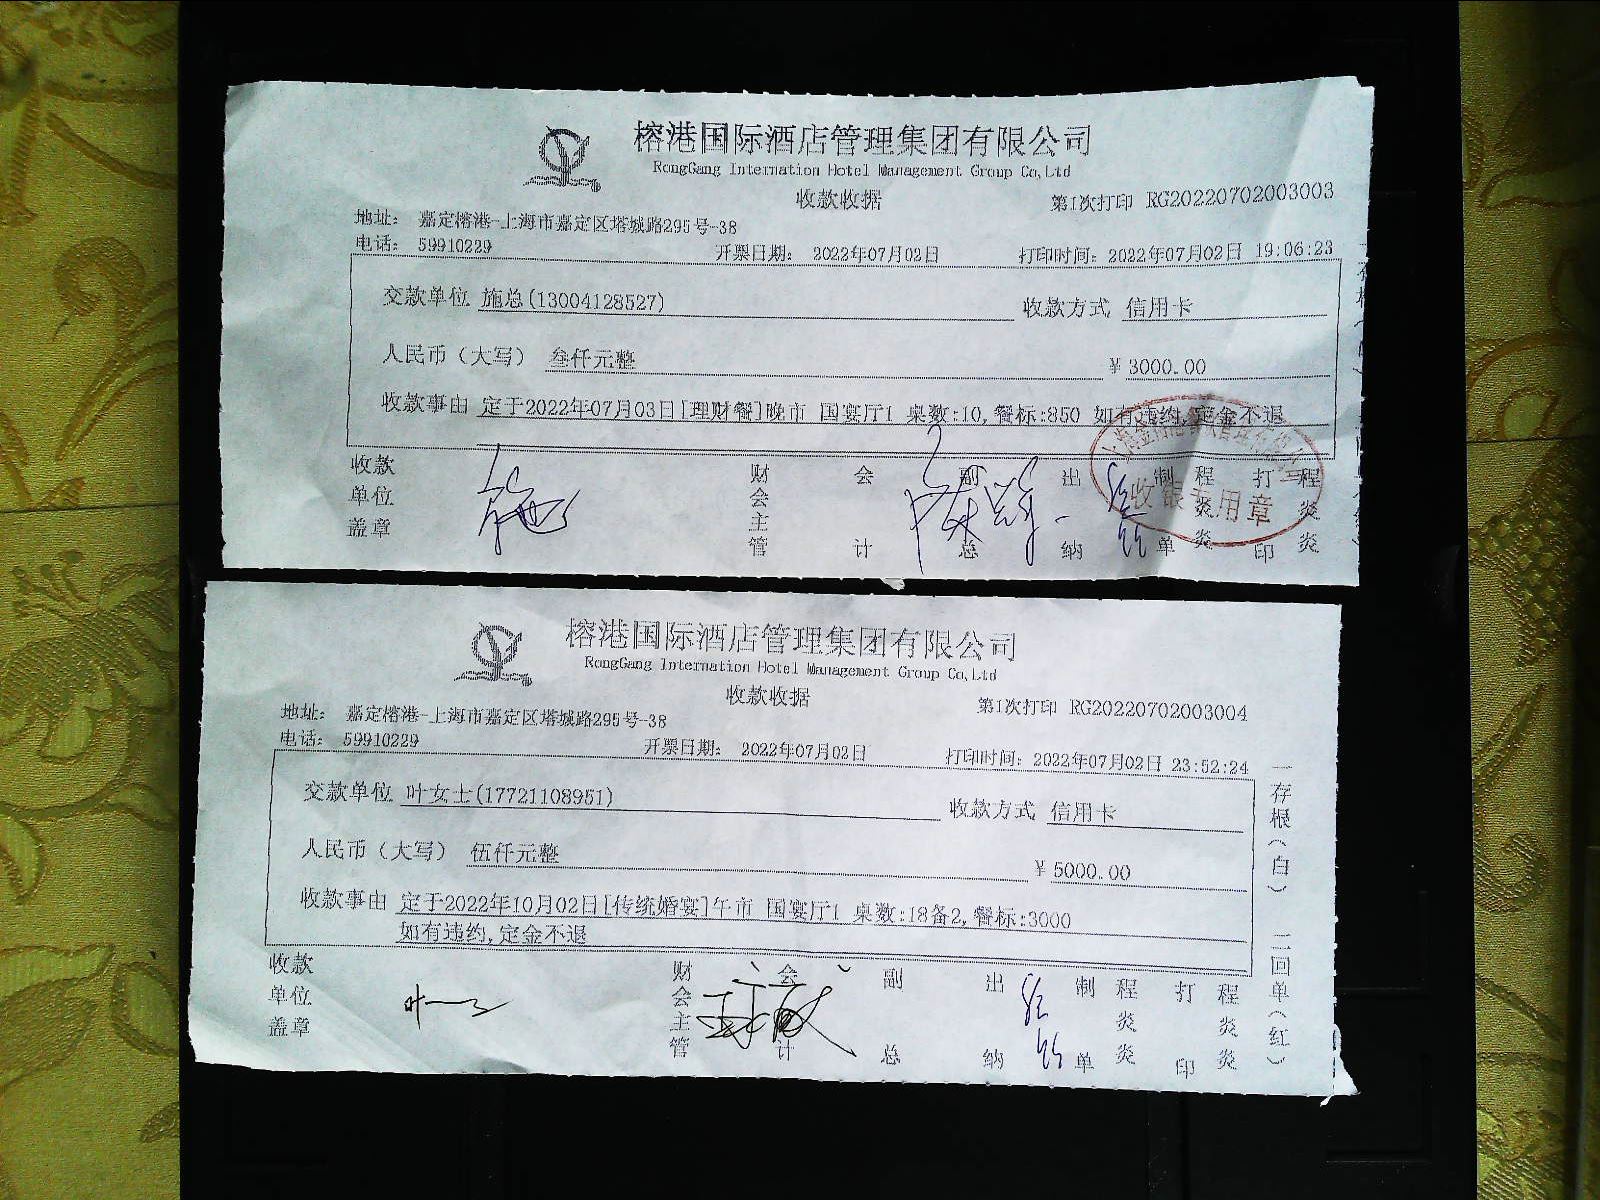 榕港国际酒店管理集团有限公司
RongGang Internation Hotel Management Group Co,Ltd
收款收据
第1次打印 RG20220702003003
地址： 嘉定榕港-上海市嘉定区塔城路295号-38
电话： 59910229
开票日期： 2022年07月02日
打印时间：2022年07月02日 19:06:23
交款单位 施总(13004128527)
收款方式 信用卡
人民币（大写） 叁仟元整
¥ 3000.00
收款事由 定于2022年07月03日[理财餐]晚市 国宴厅1 桌数:10,餐标:850 如有违约,定金不退
收款单位盖章
施
财会主管
会计
副总
出纳
制单
程炎炎
打印
程炎炎
收银专用章
榕港国际酒店管理集团有限公司
RongGang Internation Hotel Management Group Co,Ltd
收款收据
第1次打印 RG20220702003004
地址： 嘉定榕港-上海市嘉定区塔城路295号-38
电话： 59910229
开票日期： 2022年07月02日
打印时间：2022年07月02日 23:52:24
交款单位 叶女士(17721108951)
收款方式 信用卡
人民币（大写） 伍仟元整
¥ 5000.00
收款事由 定于2022年10月02日[传统婚宴]午市 国宴厅1 桌数:18备2,餐标:3000
如有违约,定金不退
收款单位盖章
财会主管
会计
副总
出纳
制单
程炎炎
打印
程炎炎
一存根（白）
二回单（红）